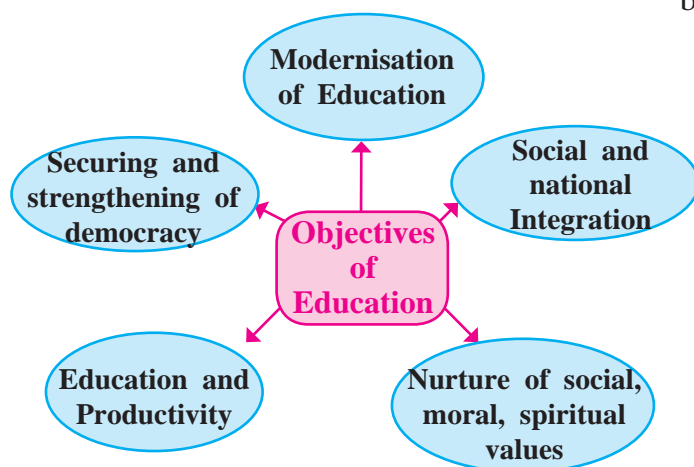 Modernisation
of Education
Securing and
strengthening of
democracy
Social and
national
Integration
Objectives
of
Education
Education and
Productivity
Nurture of social,
moral, spiritual
values